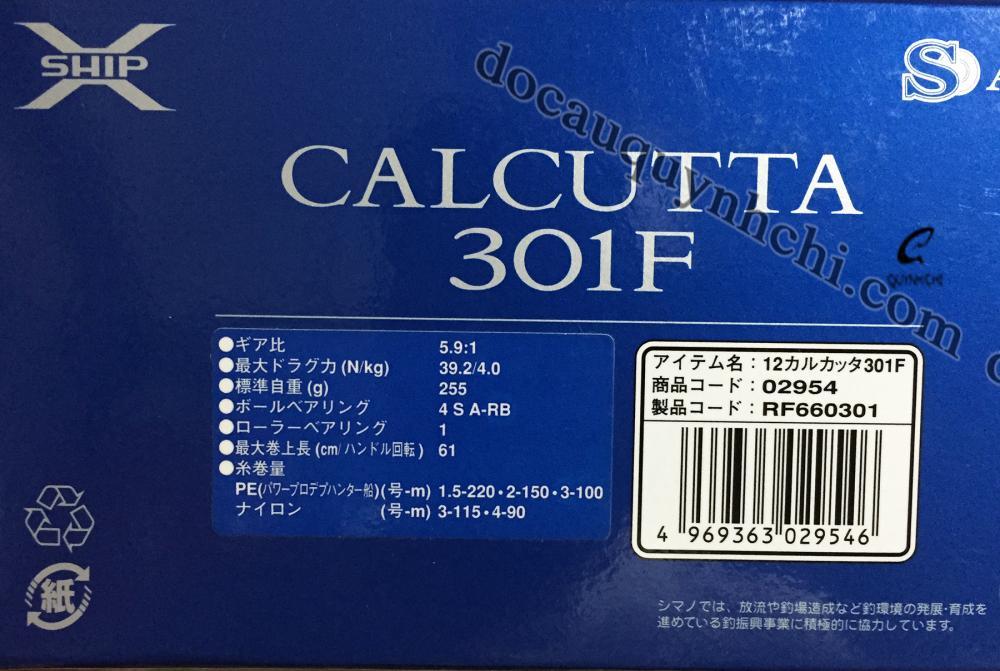 X
SHIP
S
docauquynhchi.com
CALCUTTA
301F
QUYNHCHI
●ギア比 5.9:1
●最大ドラグ力(N/kg) 39.2/4.0
●標準自重(g) 255
●ボールベアリング 4 S A-RB
●ローラーベアリング 1
●最大巻上長(cm/ハンドル回転) 61
●糸巻量
PE(パワープロデプハンター船)(号-m) 1.5-220・2-150・3-100
ナイロン (号-m) 3-115・4-90
アイテム名:12カルカッタ301F
商品コード:02954
製品コード:RF660301
4 969363 029546
紙
シマノでは、放流や釣場造成など釣環境の発展・育成を
進めている釣振興事業に積極的に協力しています。